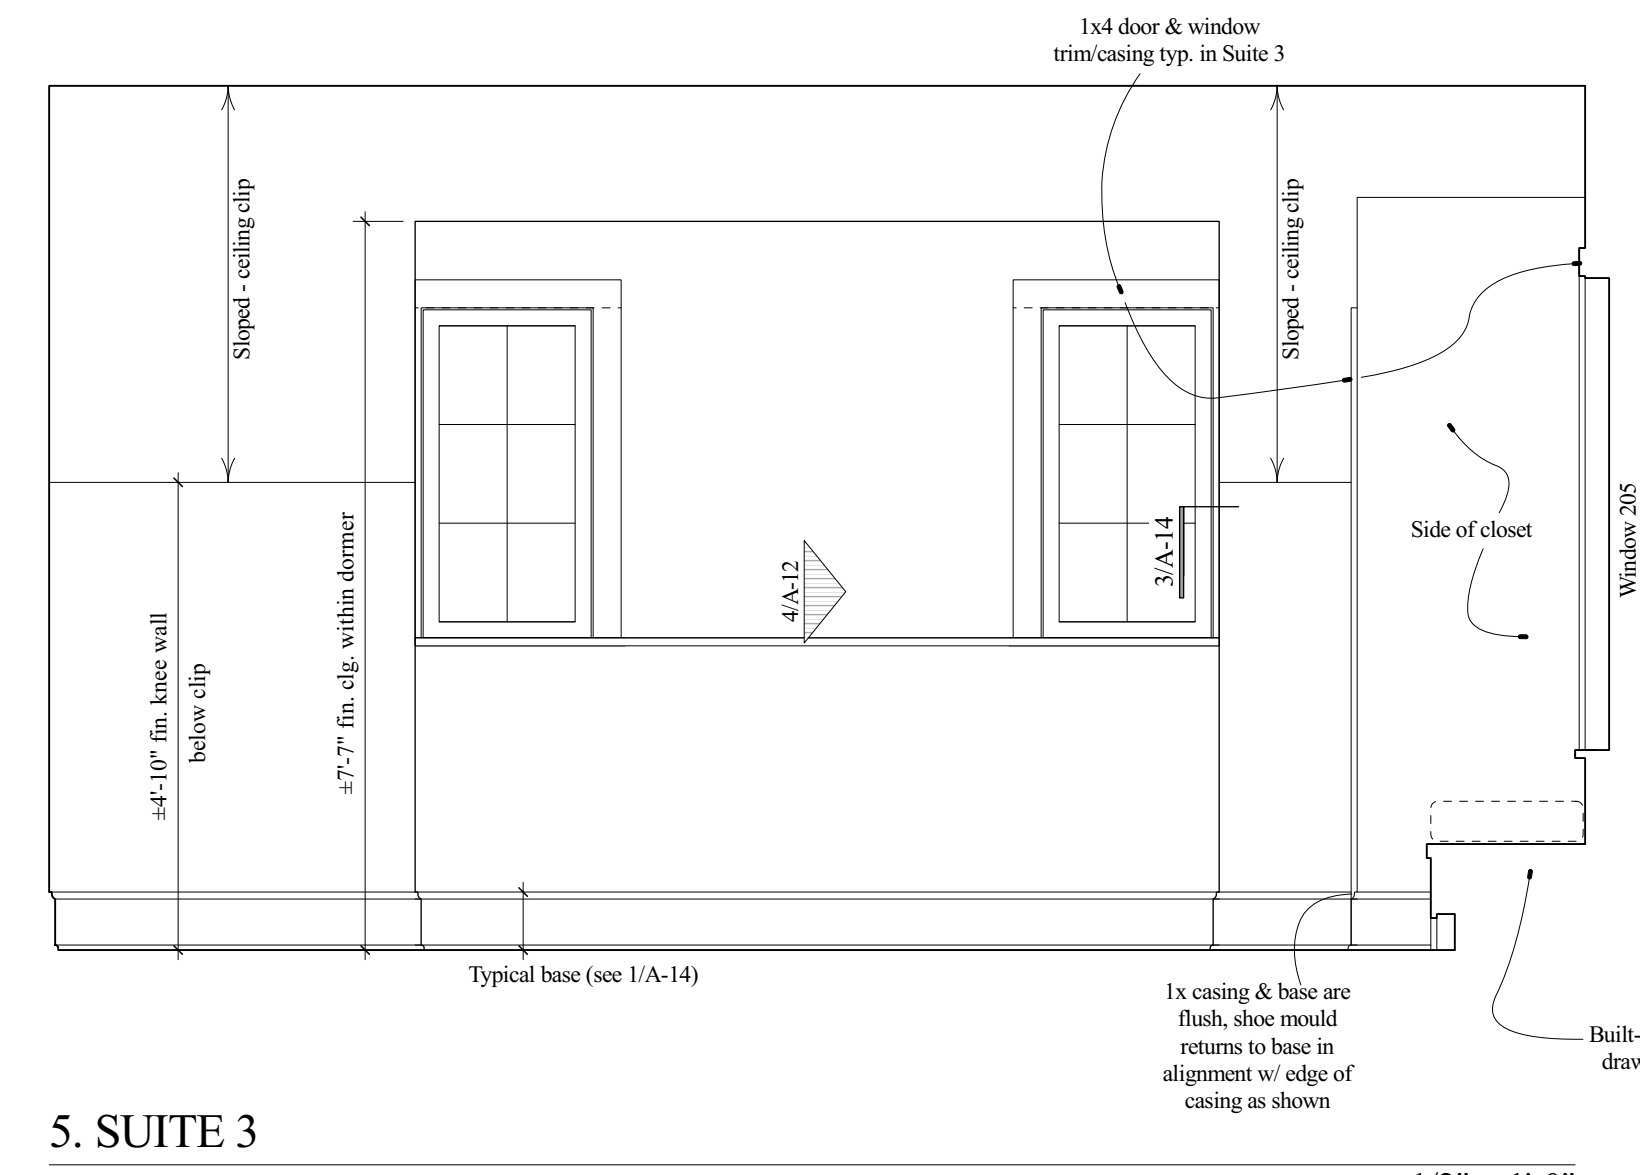 1x4 door & window
trim/casing typ. in Suite 3
Sloped - ceiling clip
Sloped - ceiling clip
±4'-10" fin. knee wall
below clip
±7'-7" fin. clg. within dormer
4/A-12
3/A-14
Side of closet
Window 205
Typical base (see 1/A-14)
1x casing & base are
flush, shoe mould
returns to base in
alignment w/ edge of
casing as shown
Built-
draw
5. SUITE 3